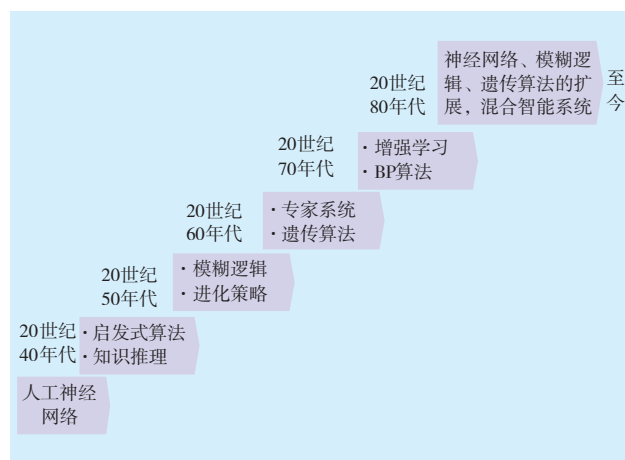 神经网络、模糊逻
辑、遗传算法的扩
展，混合智能系统
至
今
20世纪
80年代
20世纪
70年代
·增强学习
·BP算法
20世纪
60年代
·专家系统
·遗传算法
20世纪
50年代
·模糊逻辑
·进化策略
20世纪
40年代
·启发式算法
·知识推理
人工神经
网络